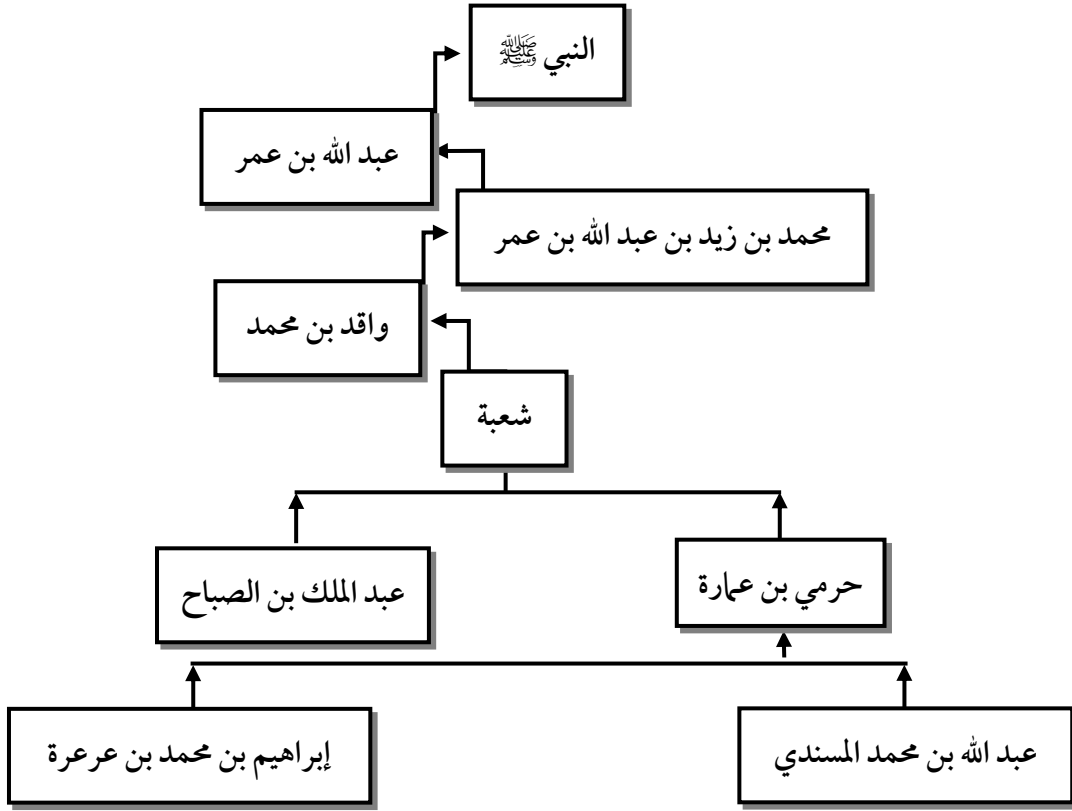 النبي ﷺ
عبد الله بن عمر
محمد بن زيد بن عبد الله بن عمر
واقد بن محمد
شعبة
حرمي بن عمارة
عبد الملك بن الصباح
عبد الله بن محمد المسندي
إبراهيم بن محمد بن عرعرة